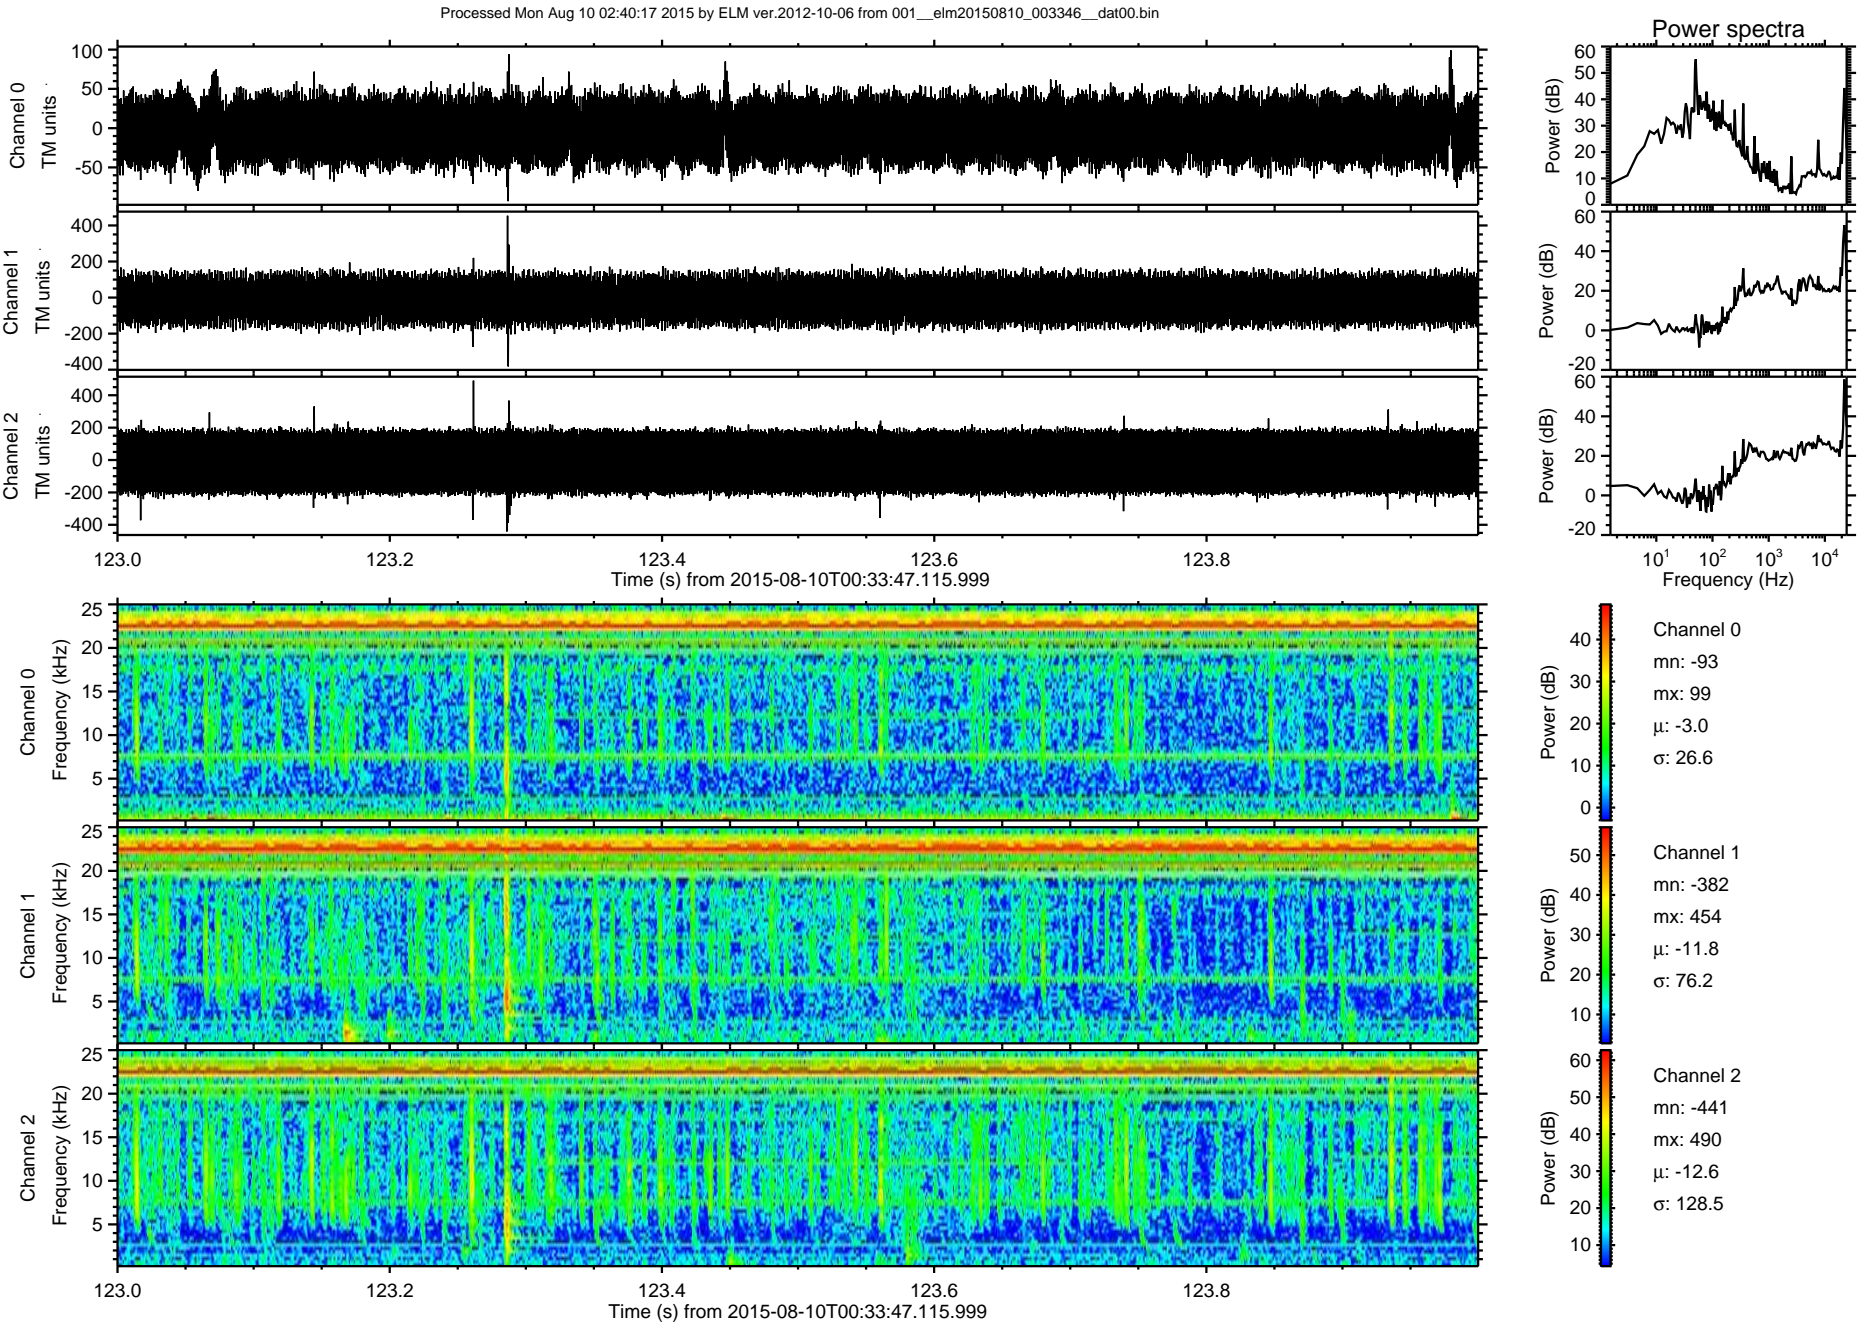 Processed Mon Aug 10 02:40:17 2015 by ELM ver.2012-10-06 from 001__elm20150810_003346__dat00.bin
Power spectra
Channel 0
TM units
100
50
0
-50
Power (dB)
60
50
40
30
20
10
0
Channel 1
TM units
400
200
0
-200
-400
Power (dB)
60
40
20
0
-20
Channel 2
TM units
400
200
0
-200
-400
Power (dB)
60
40
20
0
-20
123.0 123.2 123.4 123.6 123.8
Time (s) from 2015-08-10T00:33:47.115.999
10^1 10^2 10^3 10^4
Frequency (Hz)
Channel 0
Frequency (kHz)
25
20
15
10
5
Power (dB)
40
30
20
10
0
Channel 0
mn: -93
mx: 99
μ: -3.0
σ: 26.6
Channel 1
Frequency (kHz)
25
20
15
10
5
Power (dB)
50
40
30
20
10
Channel 1
mn: -382
mx: 454
μ: -11.8
σ: 76.2
Channel 2
Frequency (kHz)
25
20
15
10
5
Power (dB)
60
50
40
30
20
10
Channel 2
mn: -441
mx: 490
μ: -12.6
σ: 128.5
123.0 123.2 123.4 123.6 123.8
Time (s) from 2015-08-10T00:33:47.115.999